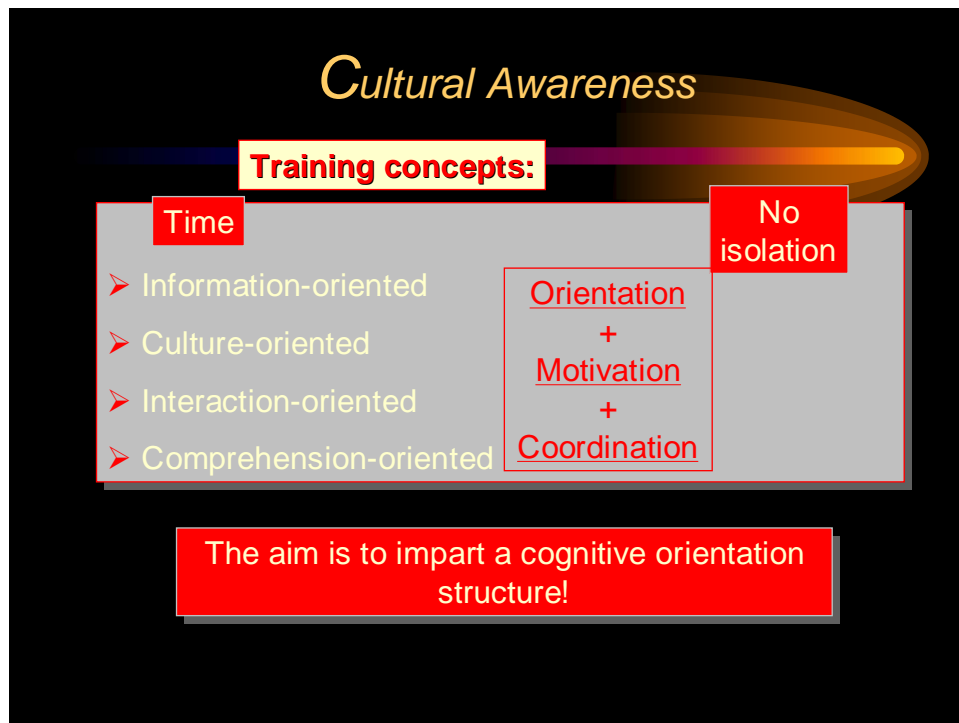 Cultural Awareness
Training concepts:
Time
No
isolation
Information-oriented
Culture-oriented
Interaction-oriented
Comprehension-oriented
Orientation
+
Motivation
+
Coordination
The aim is to impart a cognitive orientation
structure!